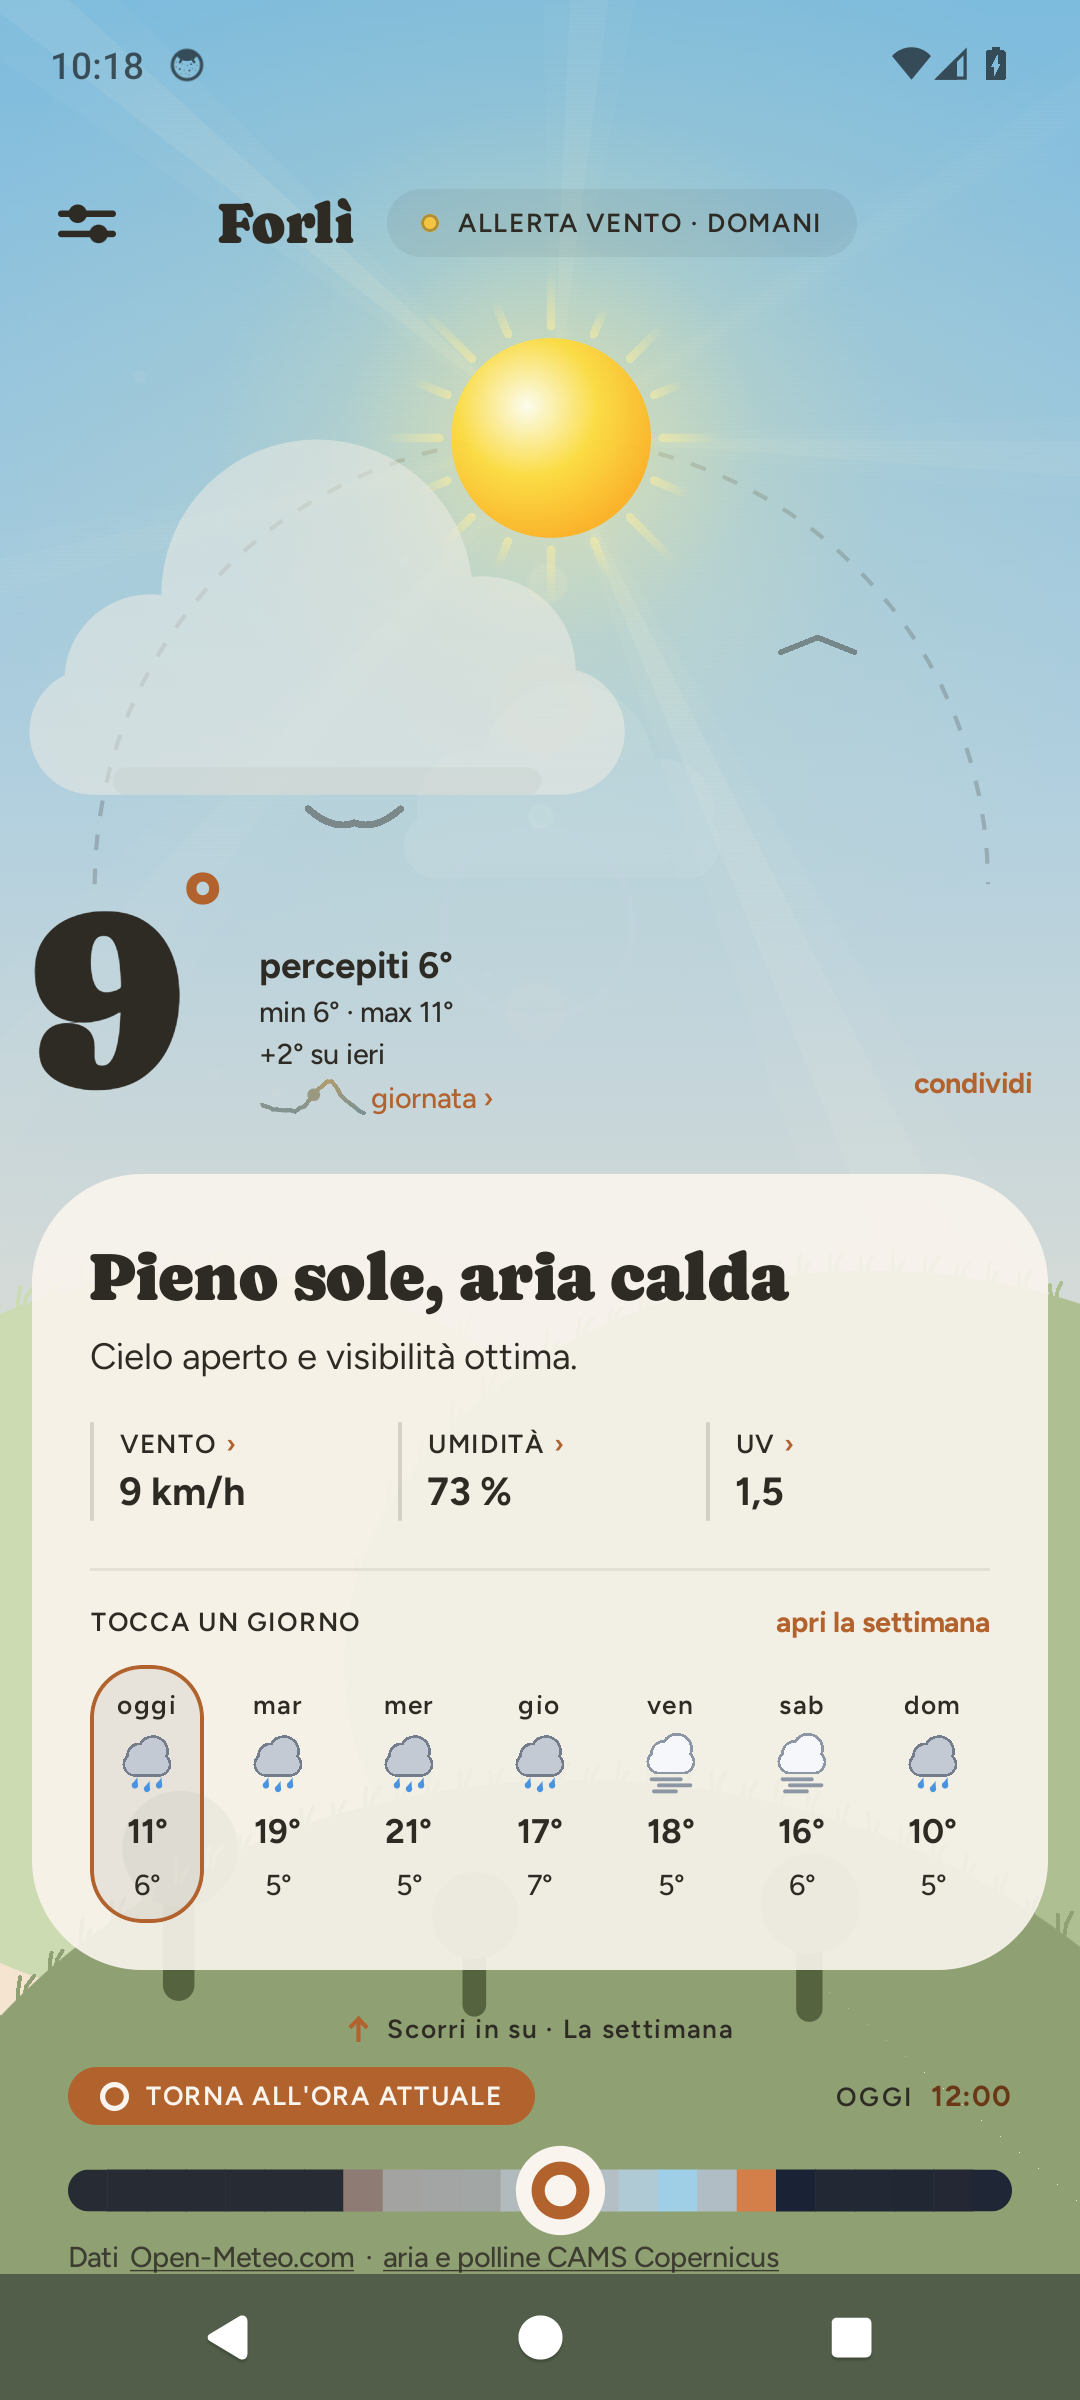 10:18
Forlì
ALLERTA VENTO · DOMANI
9°
percepiti 6°
min 6° · max 11°
+2° su ieri
giornata ›
condividi
Pieno sole, aria calda
Cielo aperto e visibilità ottima.
VENTO › UMIDITÀ › UV ›
9 km/h 73 % 1,5
TOCCA UN GIORNO apri la settimana
oggi mar mer gio ven sab dom
11° 19° 21° 17° 18° 16° 10°
6° 5° 5° 7° 5° 6° 5°
↑ Scorri in su · La settimana
TORNA ALL'ORA ATTUALE OGGI 12:00
Dati Open-Meteo.com · aria e polline CAMS Copernicus